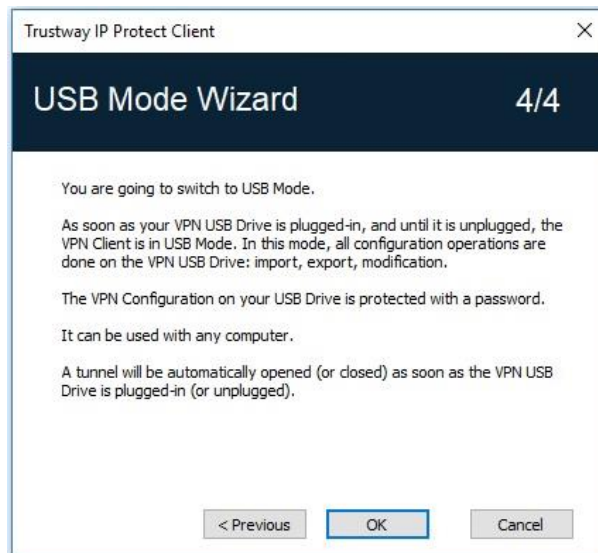 Trustway IP Protect Client
USB Mode Wizard 4/4
You are going to switch to USB Mode.
As soon as your VPN USB Drive is plugged-in, and until it is unplugged, the
VPN Client is in USB Mode. In this mode, all configuration operations are
done on the VPN USB Drive: import, export, modification.
The VPN Configuration on your USB Drive is protected with a password.
It can be used with any computer.
A tunnel will be automatically opened (or closed) as soon as the VPN USB
Drive is plugged-in (or unplugged).
< Previous OK Cancel